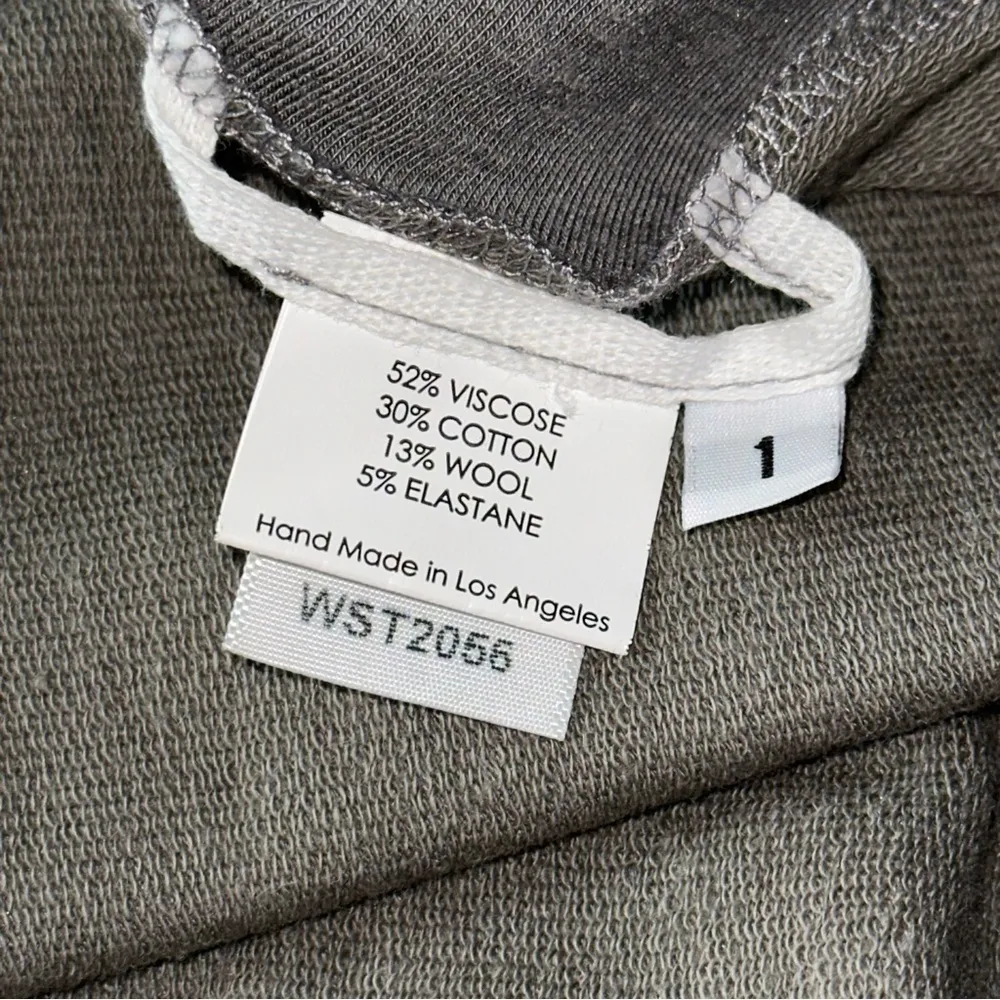 52% VISCOSE
30% COTTON
13% WOOL
5% ELASTANE
Hand Made in Los Angeles
1
WST2056